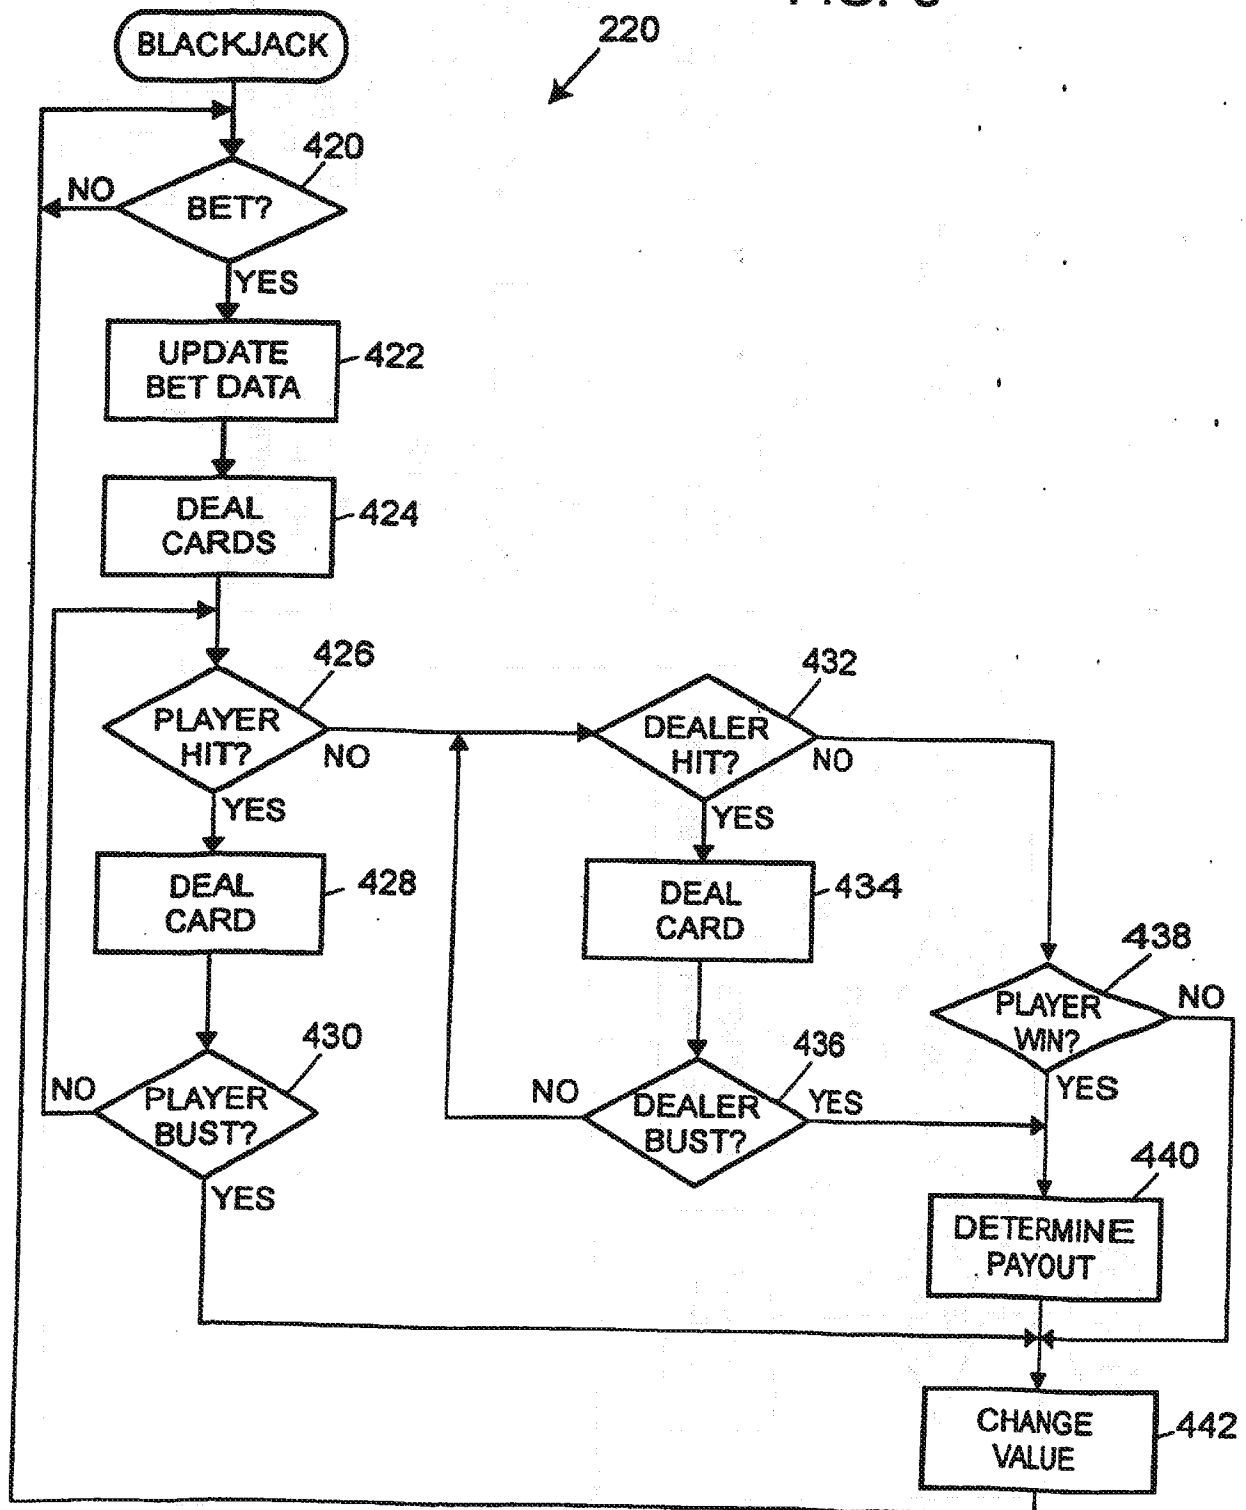 220
BLACKJACK
420
NO
BET?
YES
UPDATE
BET DATA
422
DEAL
CARDS
424
426
PLAYER
HIT?
NO
YES
432
DEALER
HIT?
NO
YES
DEAL
CARD
428
DEAL
CARD
434
438
PLAYER
WIN?
NO
YES
430
NO
PLAYER
BUST?
YES
436
NO
DEALER
BUST?
YES
440
DETERMINE
PAYOUT
CHANGE
VALUE
442